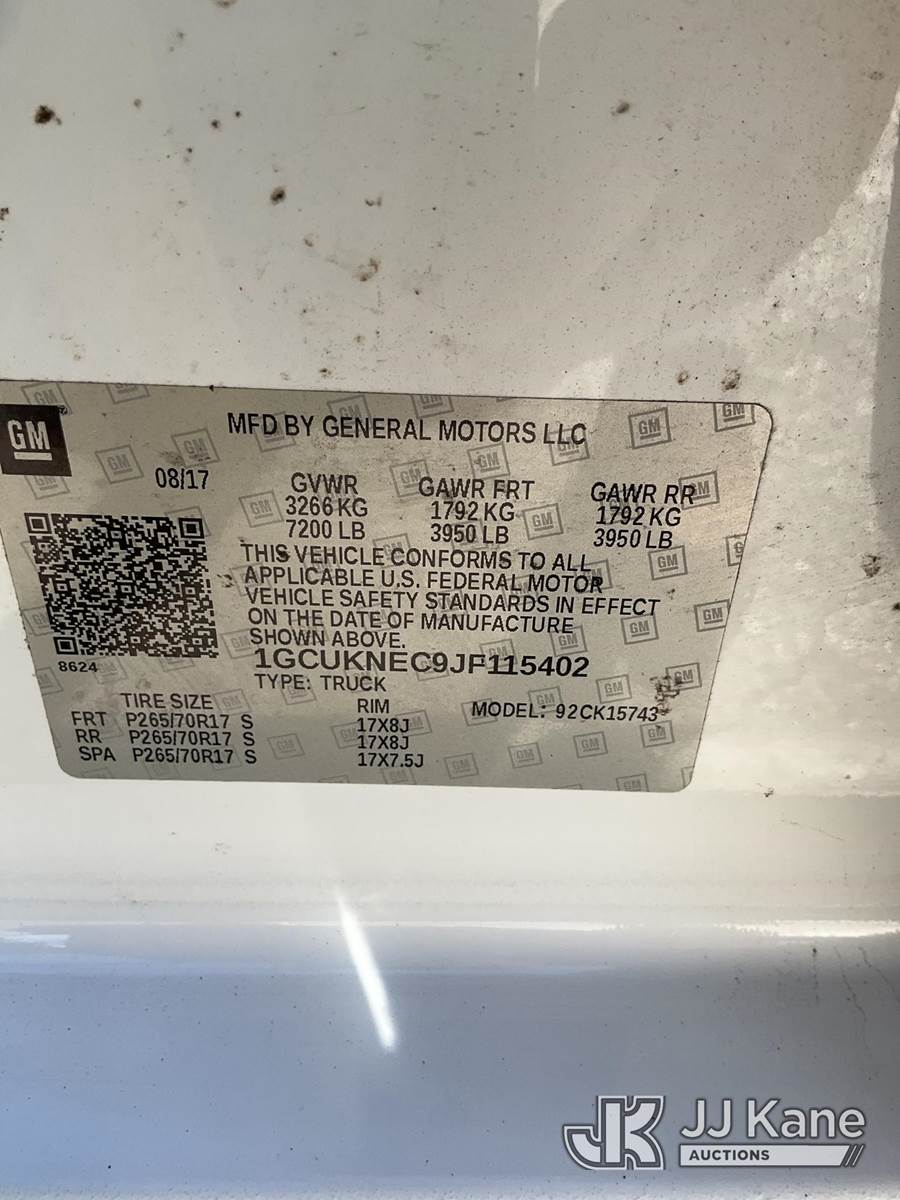 GM
MFD BY GENERAL MOTORS LLC
08/17
GVWR GAWR FRT GAWR RR
3266 KG 1792 KG 1792 KG
7200 LB 3950 LB 3950 LB
THIS VEHICLE CONFORMS TO ALL
APPLICABLE U.S. FEDERAL MOTOR
VEHICLE SAFETY STANDARDS IN EFFECT
ON THE DATE OF MANUFACTURE
SHOWN ABOVE.
8624
1GCUKNEC9JF115402
TYPE: TRUCK
TIRE SIZE RIM MODEL: 92CK15743
FRT P265/70R17 S 17X8J
RR P265/70R17 S 17X8J
SPA P265/70R17 S 17X7.5J
JK JJ Kane
AUCTIONS